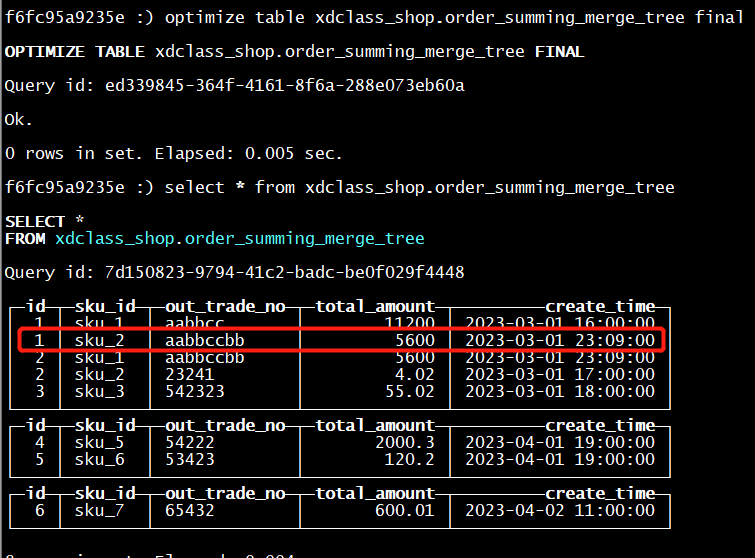 f6fc95a9235e :) optimize table xdclass_shop.order_summing_merge_tree final
OPTIMIZE TABLE xdclass_shop.order_summing_merge_tree FINAL
Query id: ed339845-364f-4161-8f6a-288e073eb60a
Ok.
0 rows in set. Elapsed: 0.005 sec.
f6fc95a9235e :) select * from xdclass_shop.order_summing_merge_tree
SELECT *
FROM xdclass_shop.order_summing_merge_tree
Query id: 7d150823-9794-41c2-badc-be0f029f4448
id sku_id out_trade_no total_amount create_time
1 sku_1 aabbcc 11200 2023-03-01 16:00:00
1 sku_2 aabbccbb 5600 2023-03-01 23:09:00
2 sku_1 aabbccbb 5600 2023-03-01 23:09:00
2 sku_2 23241 4.02 2023-03-01 17:00:00
3 sku_3 542323 55.02 2023-03-01 18:00:00
id sku_id out_trade_no total_amount create_time
4 sku_5 54222 2000.3 2023-04-01 19:00:00
5 sku_6 53423 120.2 2023-04-01 19:00:00
id sku_id out_trade_no total_amount create_time
6 sku_7 65432 600.01 2023-04-02 11:00:00